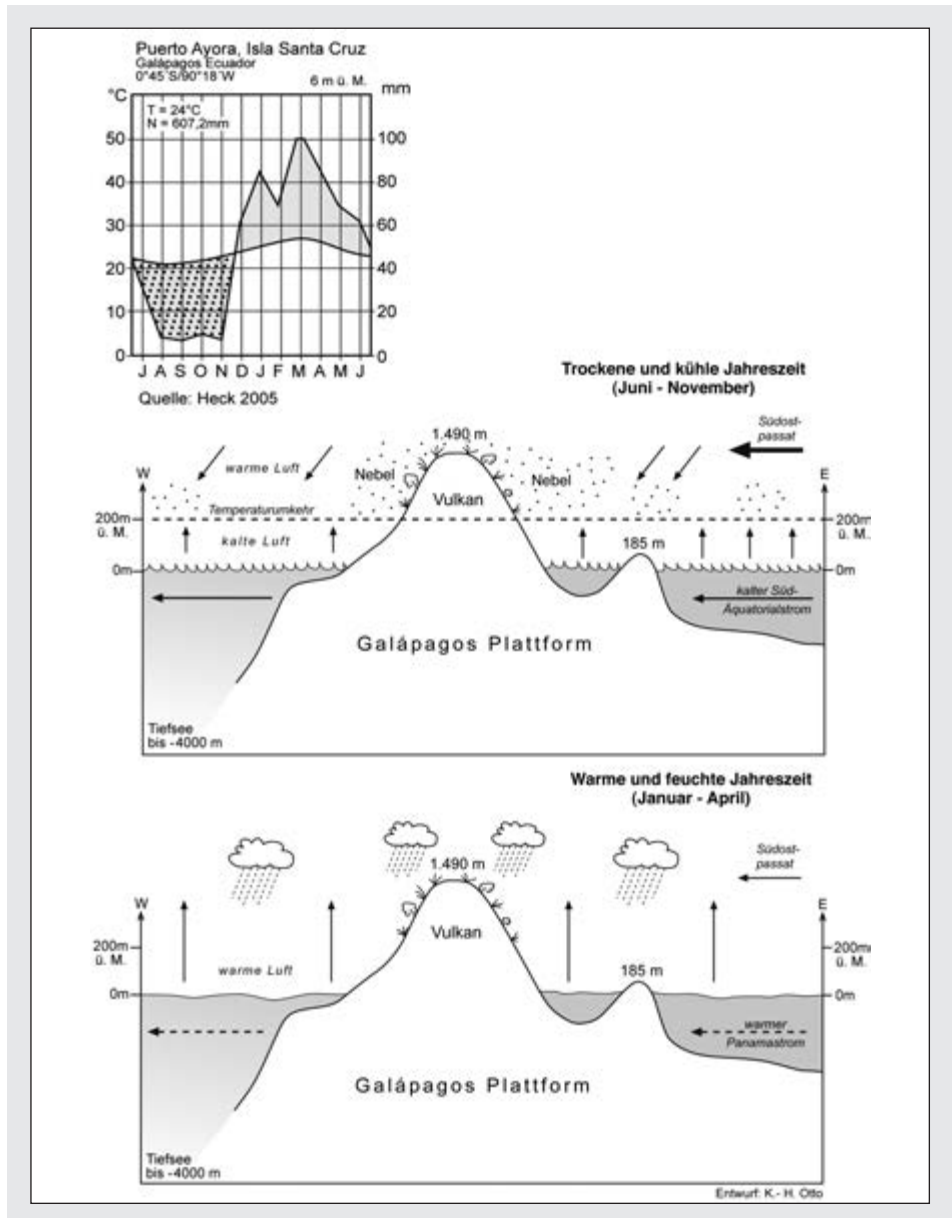 Puerto Ayora, Isla Santa Cruz
Galápagos Ecuador
0°45´S/90°18´W
6 m ü. M.
°C
mm
T = 24°C
N = 607,2mm
50
100
40
80
30
60
20
40
10
20
0
0
J A S O N D J F M A M J
Quelle: Heck 2005
Trockene und kühle Jahreszeit
(Juni - November)
Südost-
passat
1.490 m
warme Luft
Nebel
Nebel
W
E
Vulkan
Temperaturumkehr
200m
ü. M.
200m
ü. M.
kalte Luft
185 m
0m
0m
kalter Süd-
Äquatorialstrom
Galápagos Plattform
Tiefsee
bis -4000 m
Warme und feuchte Jahreszeit
(Januar - April)
Südost-
passat
1.490 m
W
E
Vulkan
200m
ü. M.
200m
ü. M.
warme Luft
185 m
0m
0m
warmer
Panamastrom
Galápagos Plattform
Tiefsee
bis -4000 m
Entwurf: K.- H. Otto